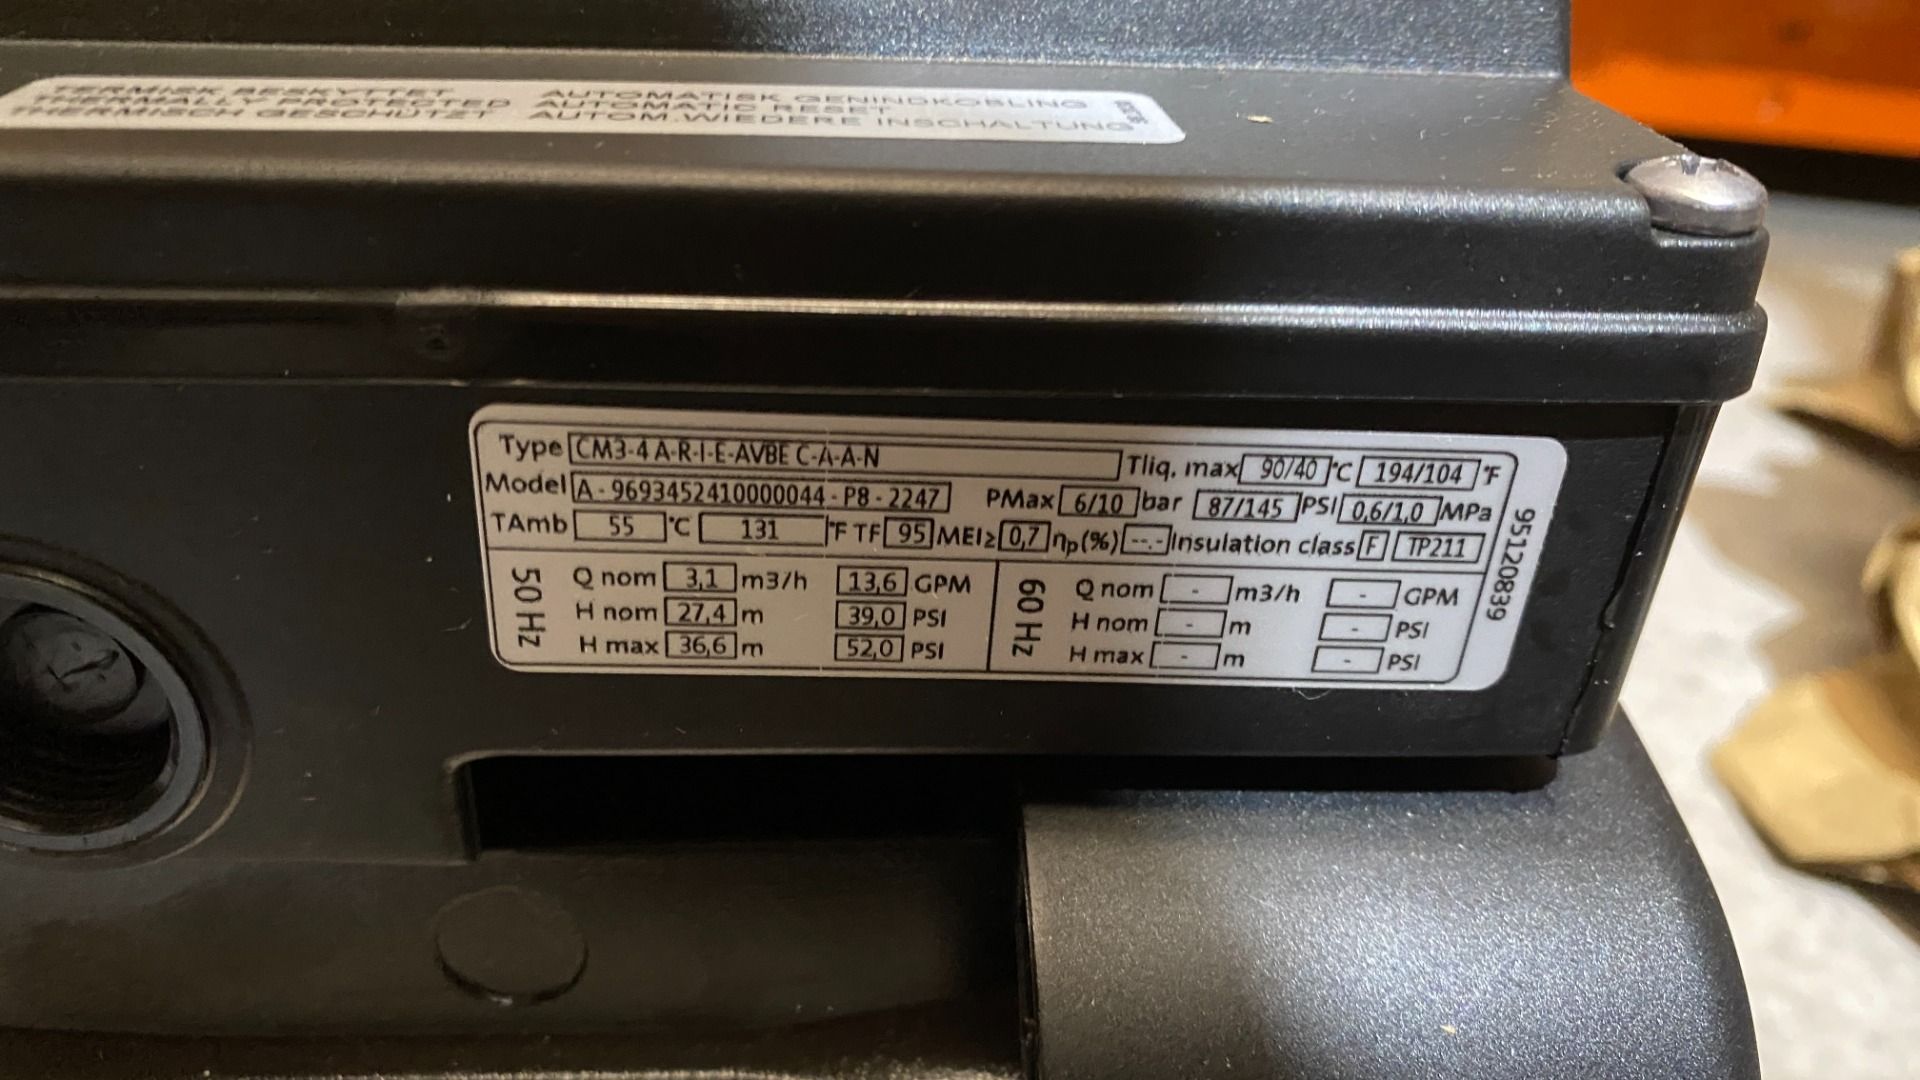 TERMISK BESKYTTET AUTOMATISK GENINDKOBLING
THERMALLY PROTECTED AUTOMATIC RESET
THERMISCH GESCHÜTZT AUTOM.WIEDERE INSCHALTUNG
Type CM3-4 A-R-I-E-AVBE C-A-A-N Tliq. max 90/40 °C 194/104 °F
Model A - 9693452410000044 - P8 - 2247 PMax 6/10 bar 87/145 PSI 0,6/1,0 MPa
TAmb 55 °C 131 °F TF 95 MEI≥ 0,7 ηp(%) --.- Insulation class F TP211
50 Hz
Q nom 3,1 m3/h 13,6 GPM
H nom 27,4 m 39,0 PSI
H max 36,6 m 52,0 PSI
60 Hz
Q nom - m3/h - GPM
H nom - m - PSI
H max - m - PSI
95120839